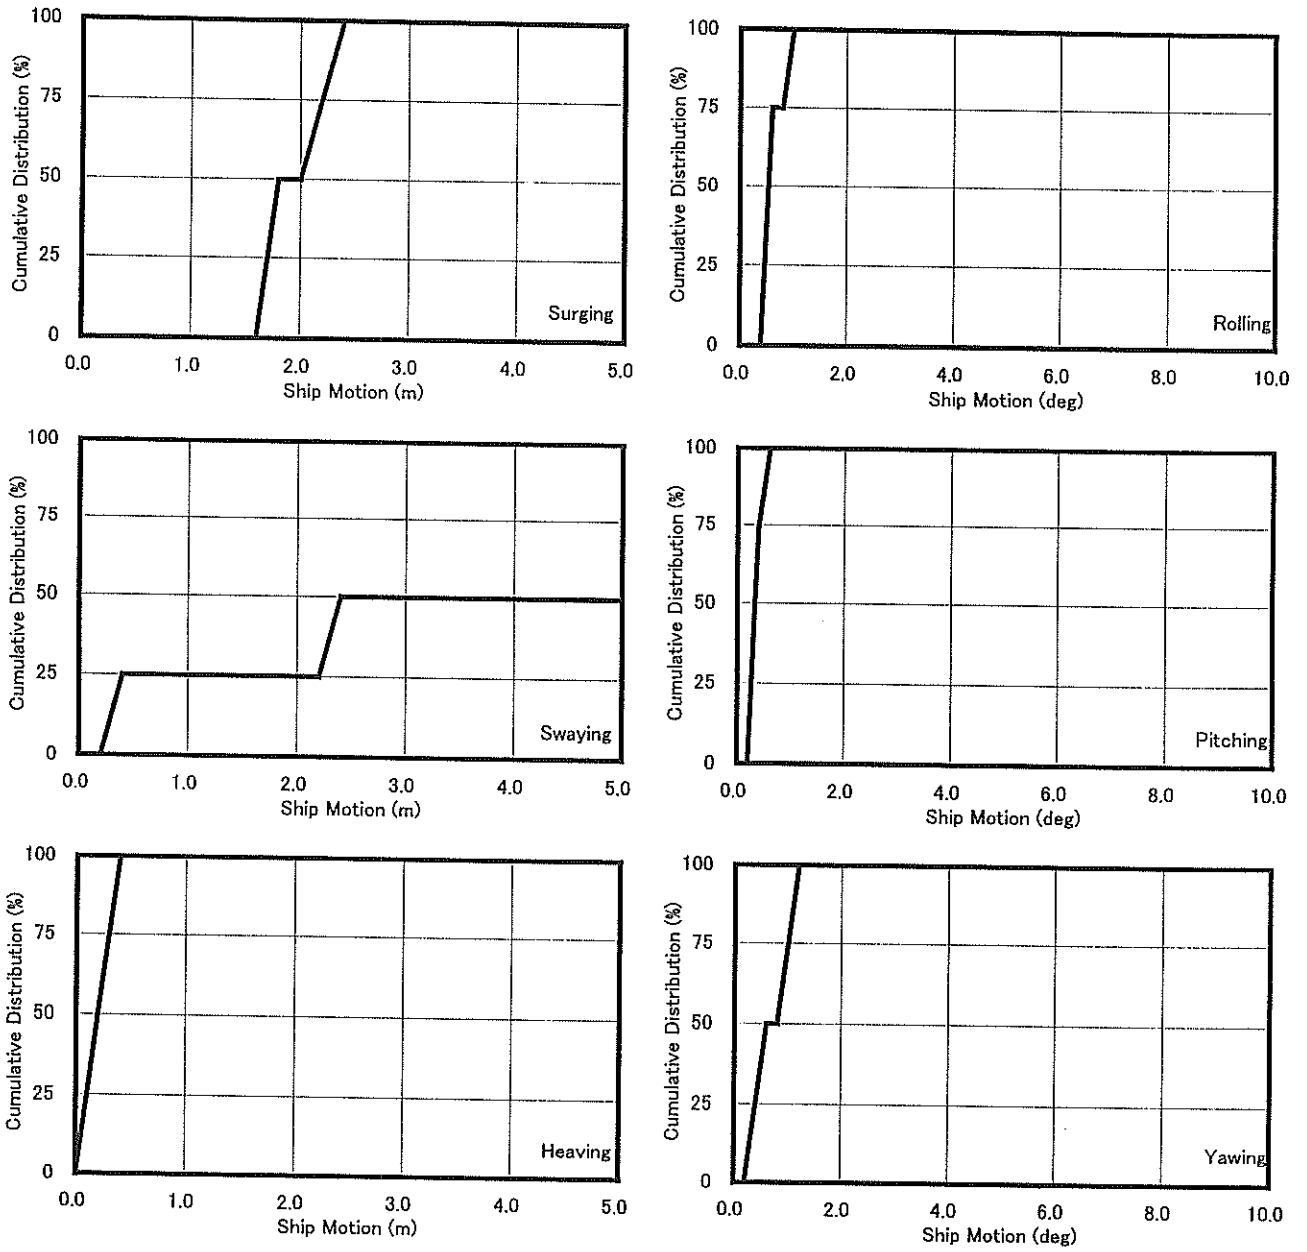 100
75
50
25
0
Cumulative Distribution (%)
Surging
0.0 1.0 2.0 3.0 4.0 5.0
Ship Motion (m)
100
75
50
25
0
Cumulative Distribution (%)
Rolling
0.0 2.0 4.0 6.0 8.0 10.0
Ship Motion (deg)
100
75
50
25
0
Cumulative Distribution (%)
Swaying
0.0 1.0 2.0 3.0 4.0 5.0
Ship Motion (m)
100
75
50
25
0
Cumulative Distribution (%)
Pitching
0.0 2.0 4.0 6.0 8.0 10.0
Ship Motion (deg)
100
75
50
25
0
Cumulative Distribution (%)
Heaving
0.0 1.0 2.0 3.0 4.0 5.0
Ship Motion (m)
100
75
50
25
0
Cumulative Distribution (%)
Yawing
0.0 2.0 4.0 6.0 8.0 10.0
Ship Motion (deg)